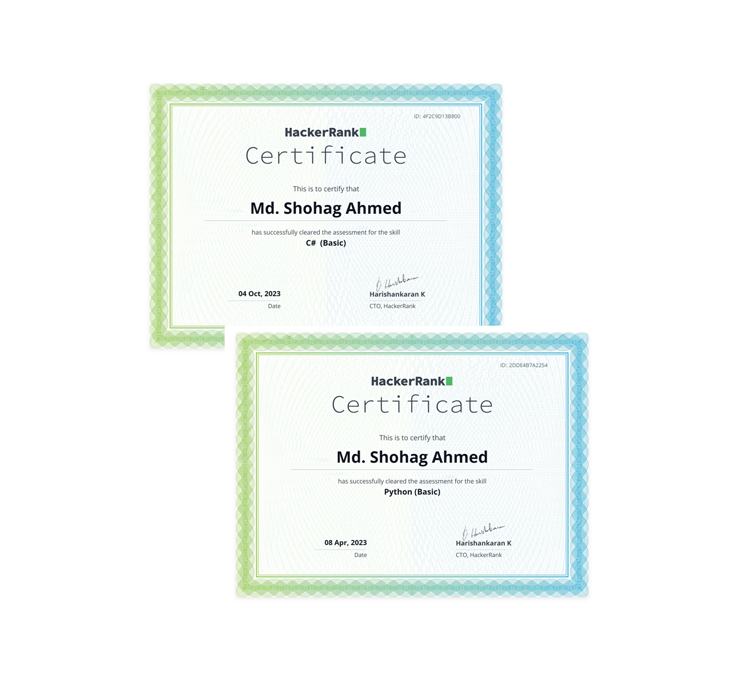 ID: 4F2C9D13BB00
HackerRank
Certificate
This is to certify that
Md. Shohag Ahmed
has successfully cleared the assessment for the skill
C# (Basic)
04 Oct, 2023
Date
Harishankaran K
CTO, HackerRank
ID: 2DDE4B7A2254
HackerRank
Certificate
This is to certify that
Md. Shohag Ahmed
has successfully cleared the assessment for the skill
Python (Basic)
08 Apr, 2023
Date
Harishankaran K
CTO, HackerRank